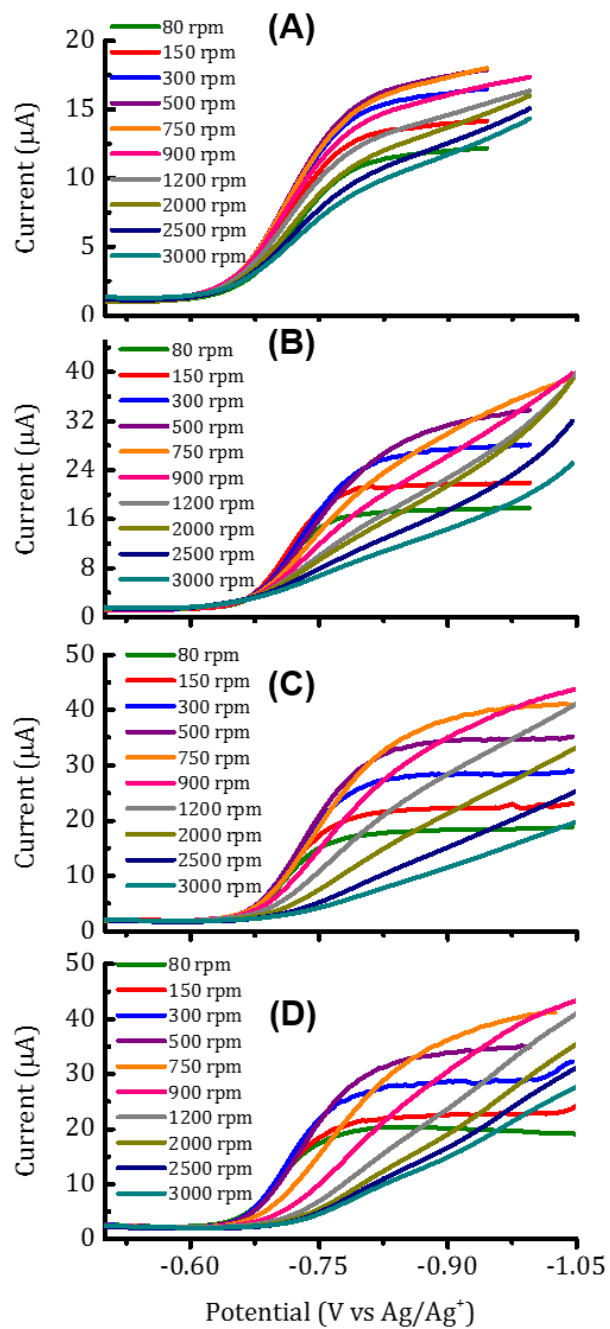 (A)
80 rpm
150 rpm
300 rpm
500 rpm
750 rpm
900 rpm
1200 rpm
2000 rpm
2500 rpm
3000 rpm
20
15
10
5
0
Current (µA)
(B)
80 rpm
150 rpm
300 rpm
500 rpm
750 rpm
900 rpm
1200 rpm
2000 rpm
2500 rpm
3000 rpm
40
32
24
16
8
0
Current (µA)
(C)
80 rpm
150 rpm
300 rpm
500 rpm
750 rpm
900 rpm
1200 rpm
2000 rpm
2500 rpm
3000 rpm
50
40
30
20
10
0
Current (µA)
(D)
80 rpm
150 rpm
300 rpm
500 rpm
750 rpm
900 rpm
1200 rpm
2000 rpm
2500 rpm
3000 rpm
50
40
30
20
10
0
Current (µA)
-0.60 -0.75 -0.90 -1.05
Potential (V vs Ag/Ag⁺)